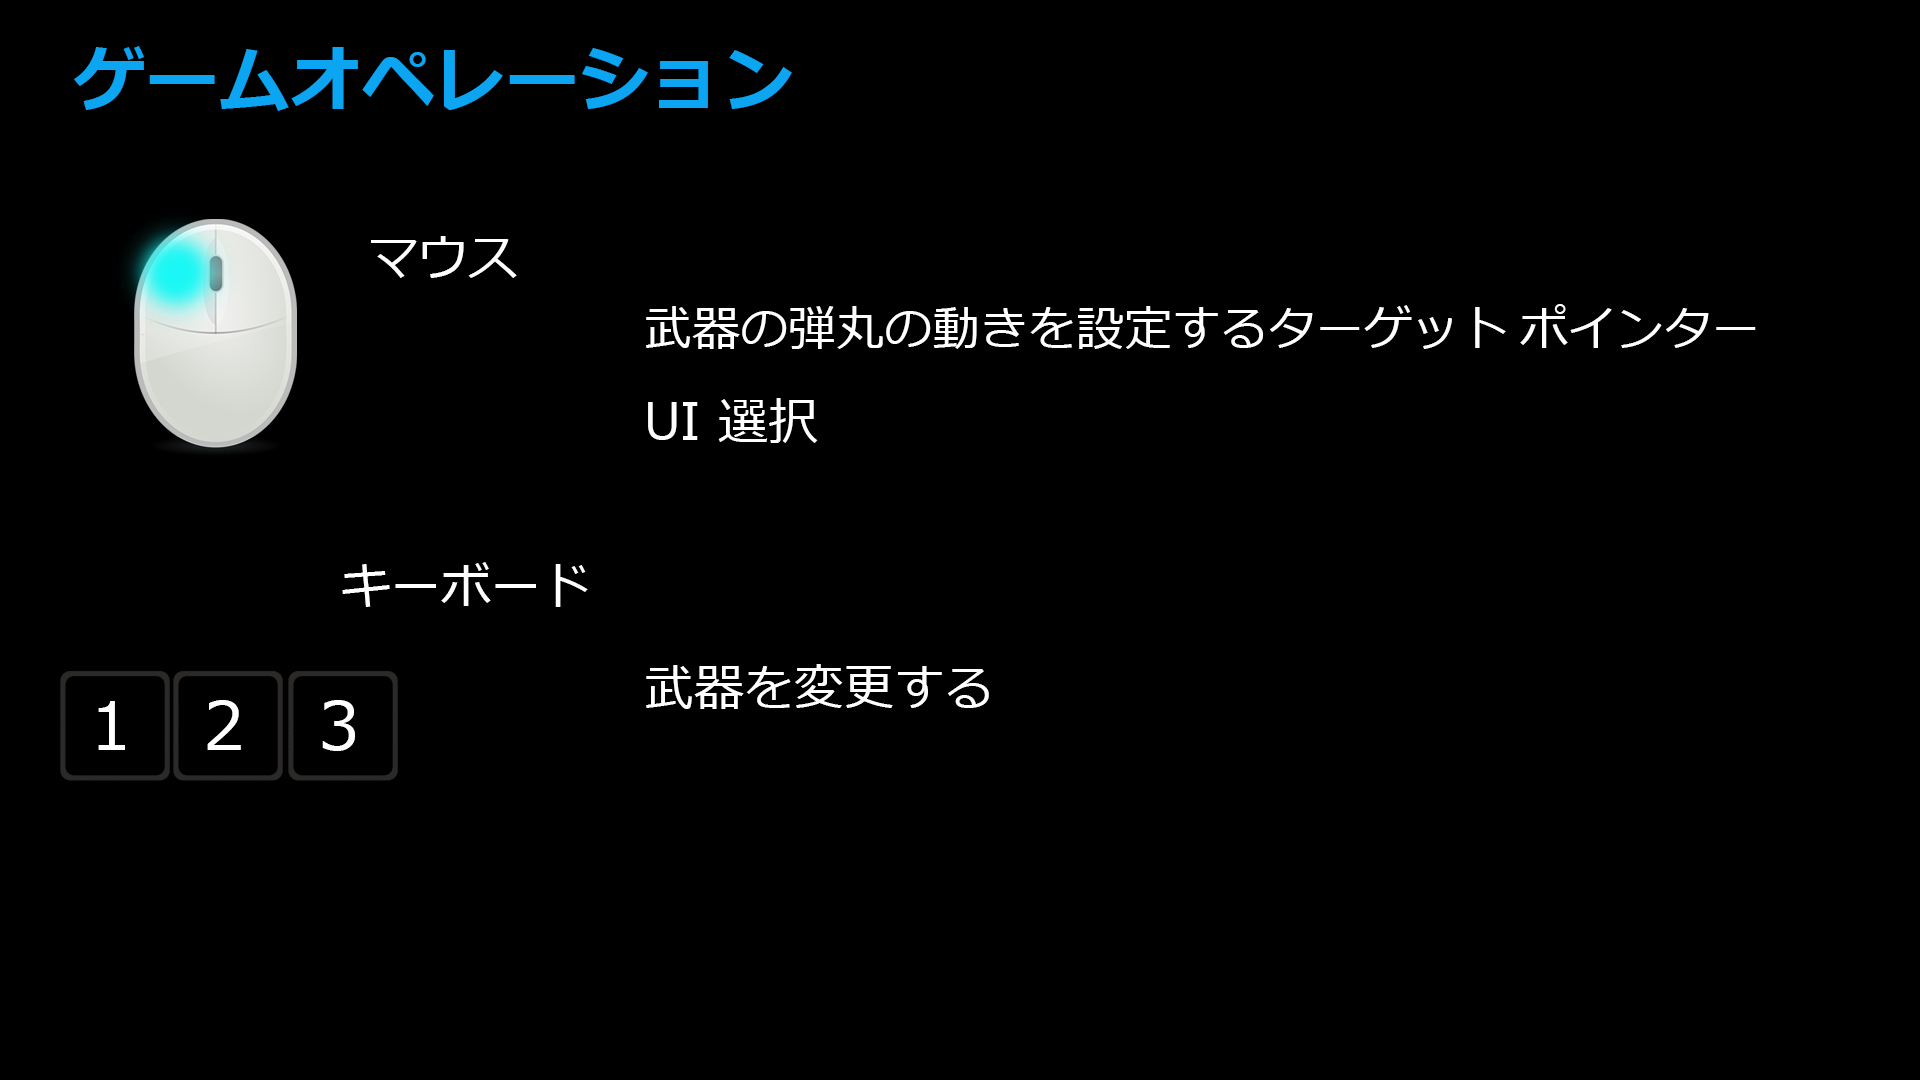 ゲームオペレーション
マウス
武器の弾丸の動きを設定するターゲット ポインター
UI 選択
キーボード
武器を変更する
1 2 3